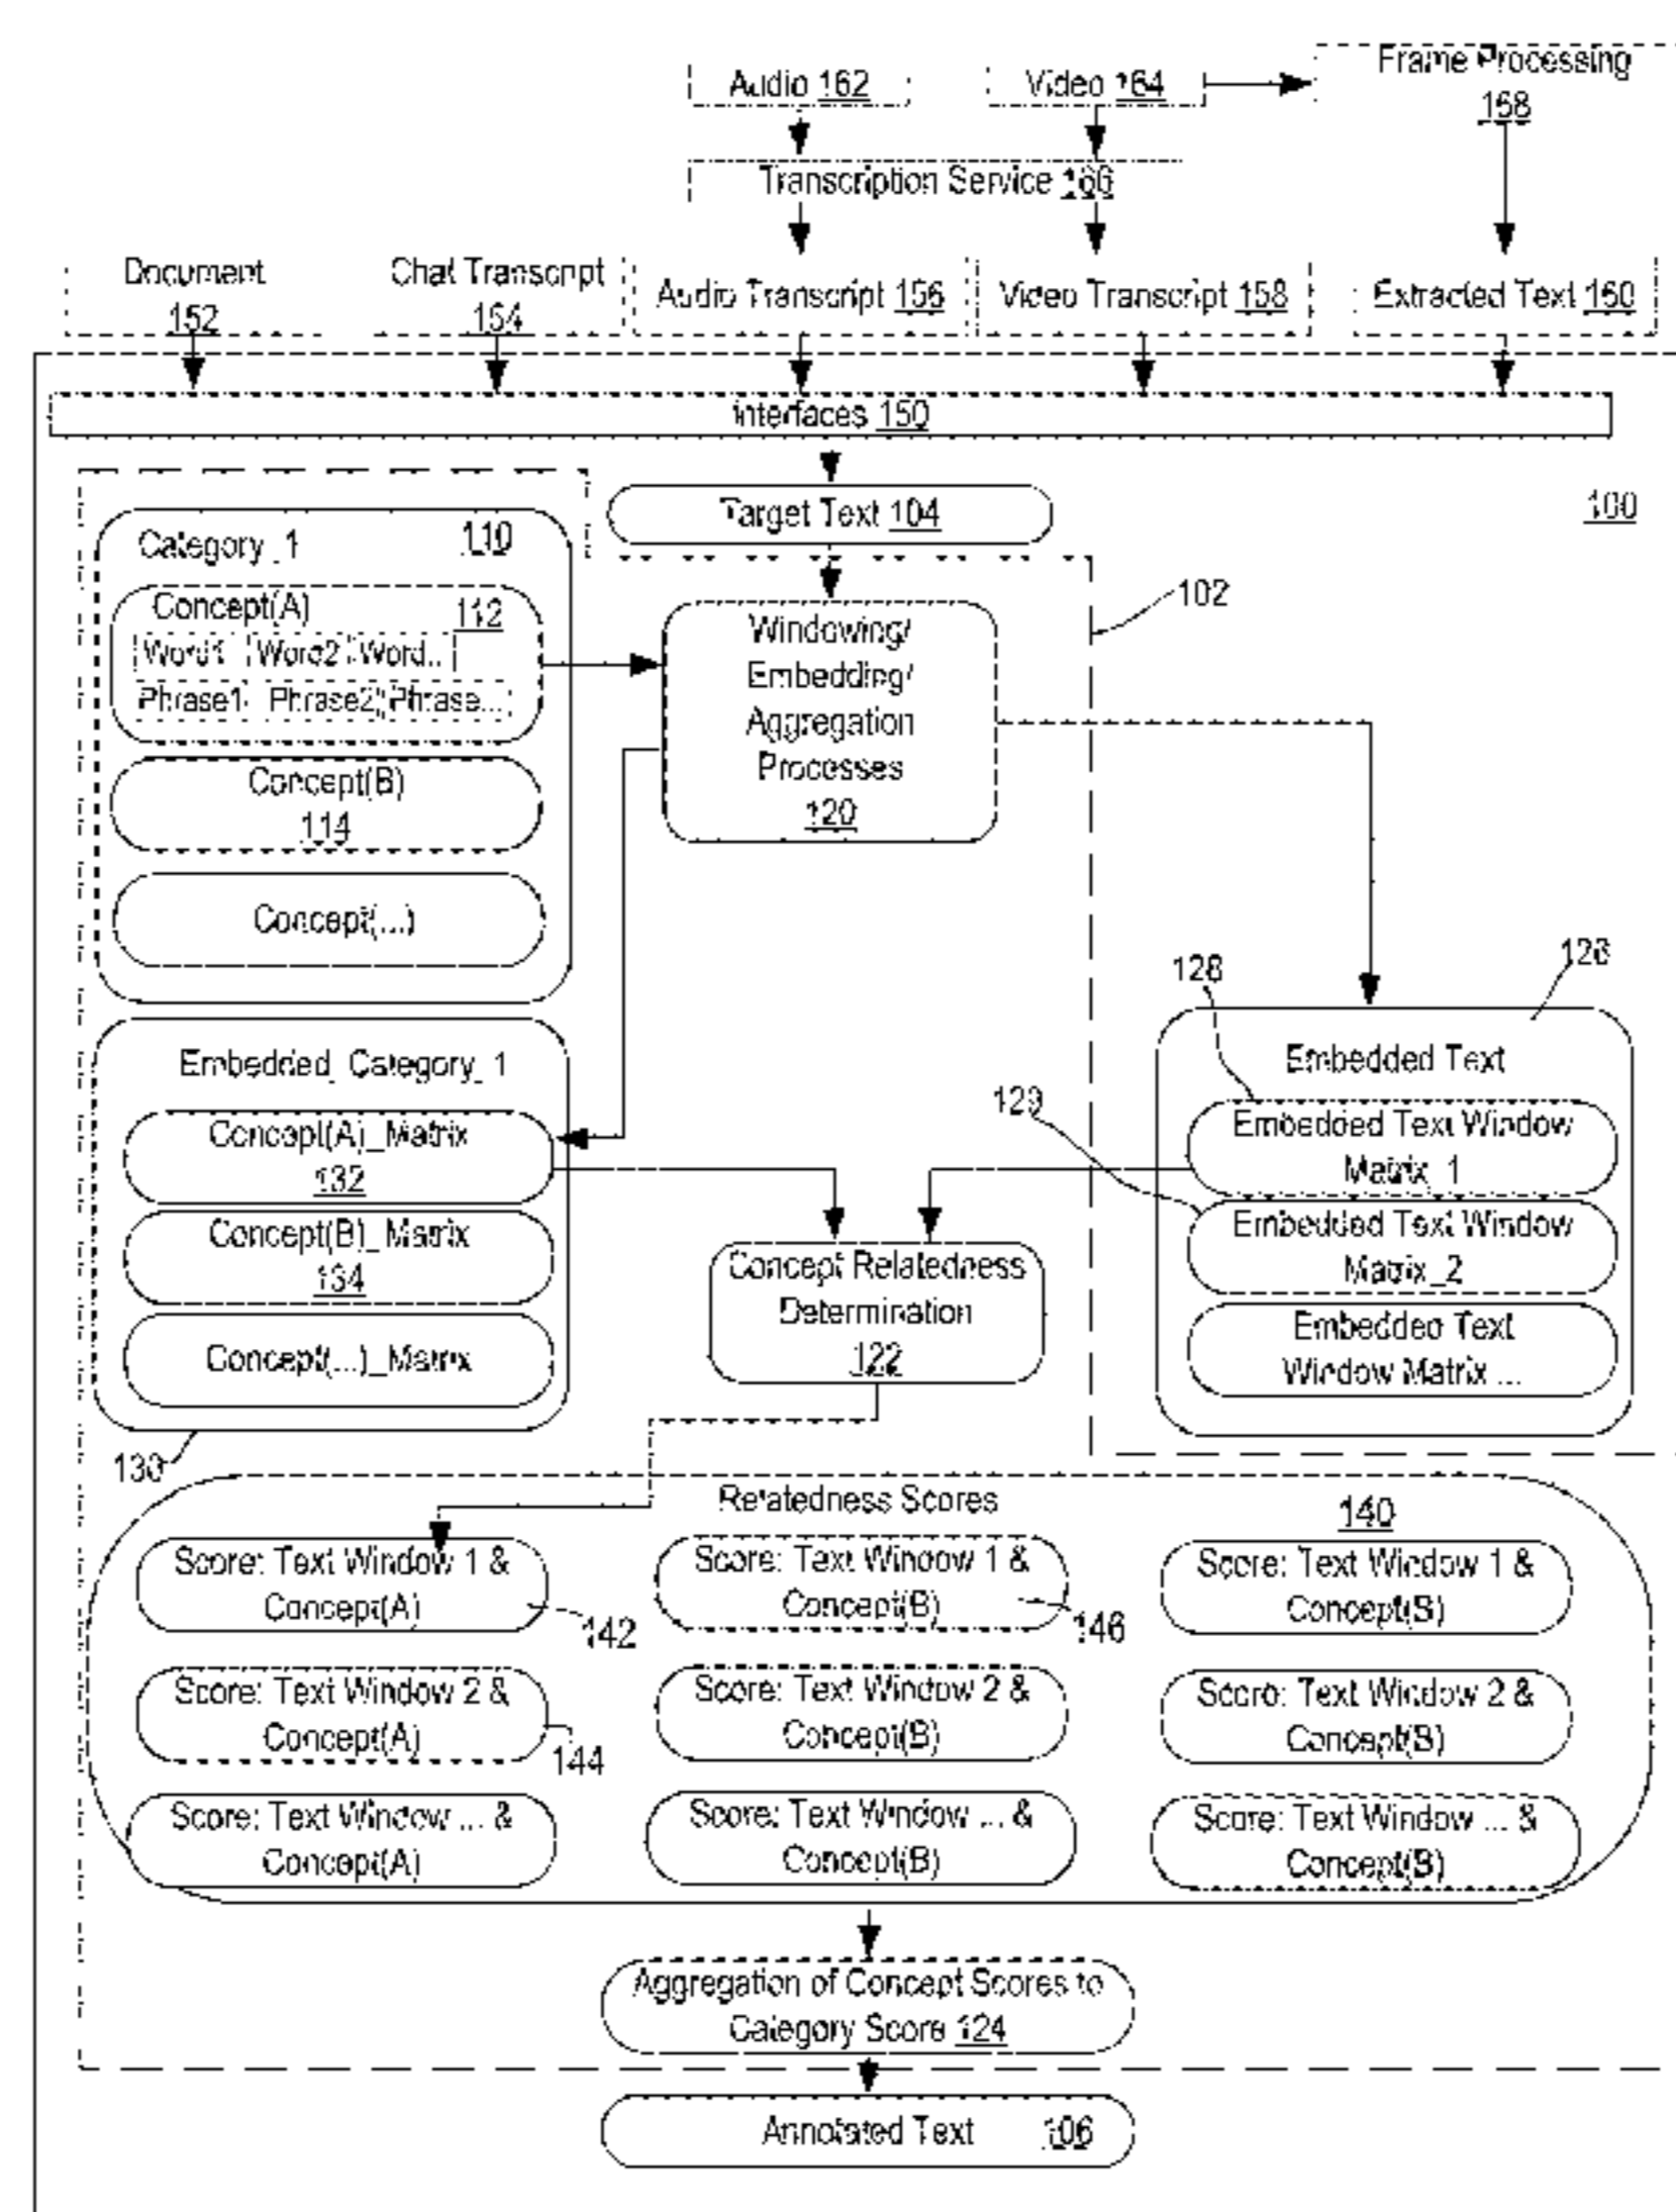 Audio 162
Video 164
Frame Processing
168
Transcription Service 166
Document
152
Chat Transcript
154
Audio Transcript 156
Video Transcript 158
Extracted Text 160
Interfaces 150
Target Text 104
100
Category_1
110
Concept(A)
112
Word1 Word2 Word...
Phrase1 Phrase2 Phrase...
Concept(B)
114
Concept(...)
Windowing/
Embedding/
Aggregation
Processes
120
102
126
128
129
Embedded_Category_1
Concept(A)_Matrix
132
Concept(B)_Matrix
134
Concept(...)_Matrix
130
Concept Relatedness
Determination
122
Embedded Text
Embedded Text Window
Matrix_1
Embedded Text Window
Matrix_2
Embedded Text
Window Matrix ...
Relatedness Scores
140
Score: Text Window 1 &
Concept(A)
142
Score: Text Window 1 &
Concept(B)
146
Score: Text Window 1 &
Concept(S)
Score: Text Window 2 &
Concept(A)
144
Score: Text Window 2 &
Concept(B)
Score: Text Window 2 &
Concept(S)
Score: Text Window ... &
Concept(A)
Score: Text Window ... &
Concept(B)
Score: Text Window ... &
Concept(S)
Aggregation of Concept Scores to
Category Score 124
Annotated Text 106